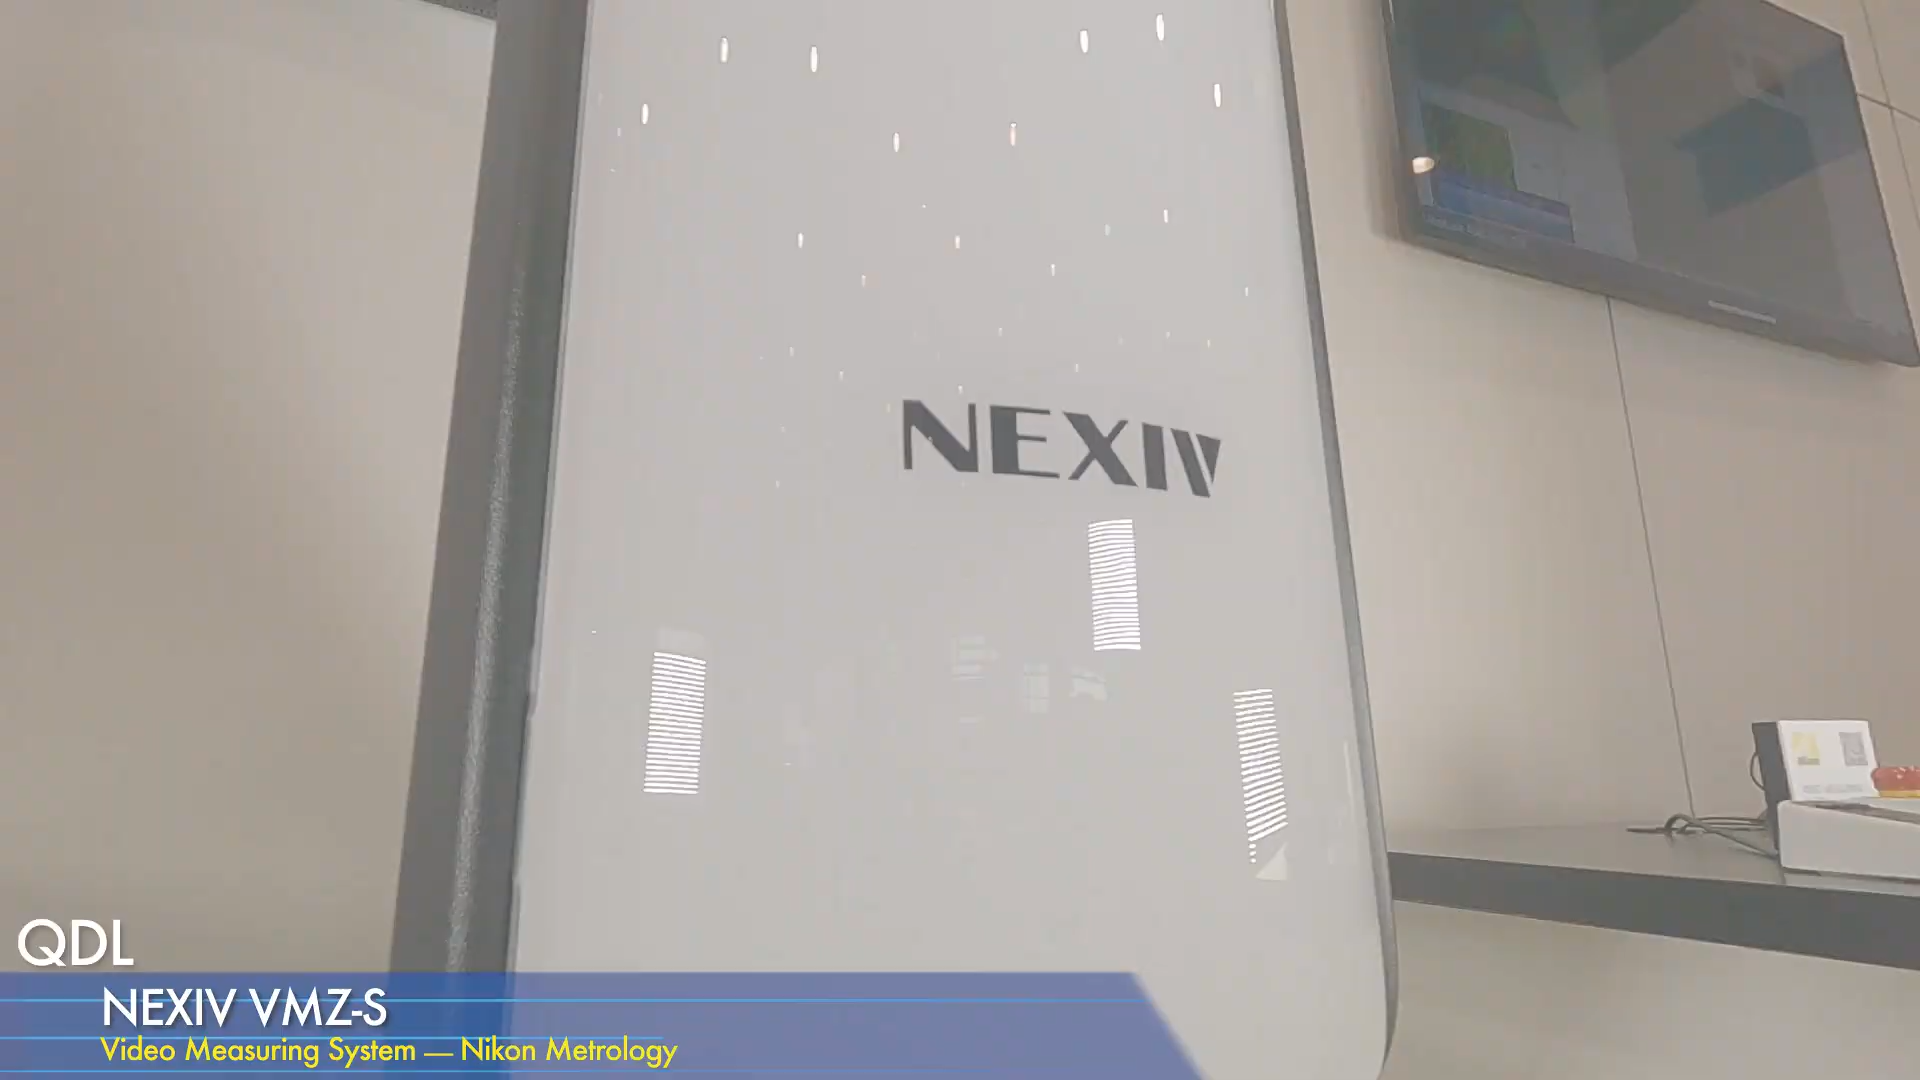 NEXIV
QDL
NEXIV VMZ-S
Video Measuring System — Nikon Metrology